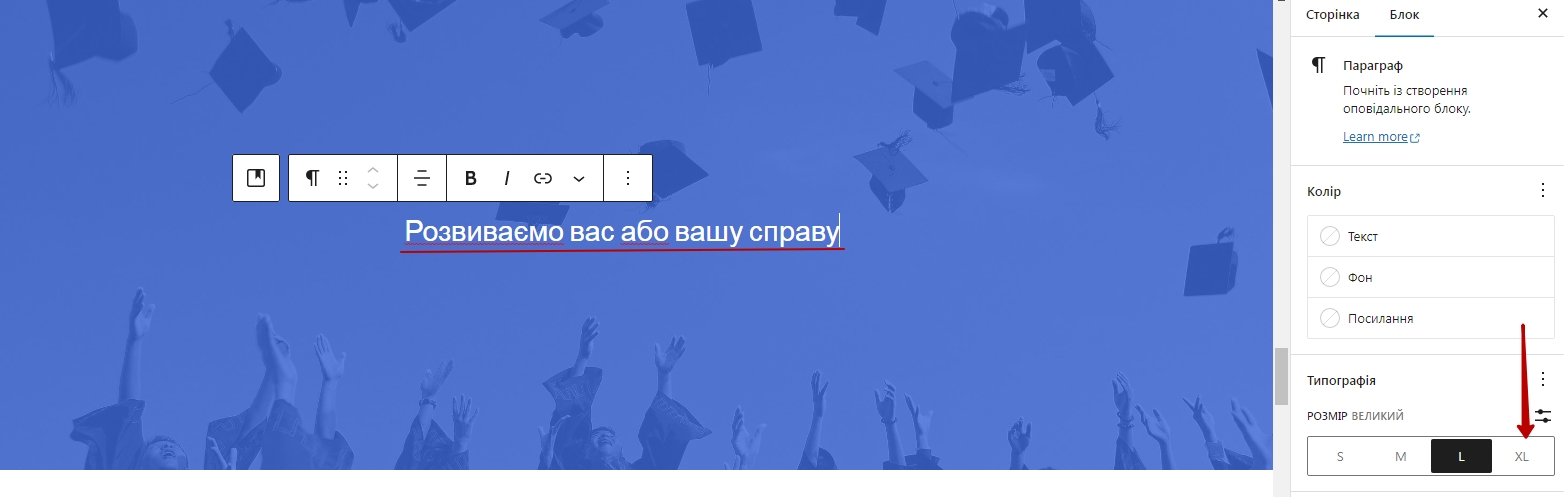 Сторінка Блок
Параграф
Почніть із створення
оповідального блоку.
Learn more
Колір
B I
Розвиваємо вас або вашу справу
Текст
Фон
Посилання
Типографія
РОЗМІР ВЕЛИКИЙ
S M L XL